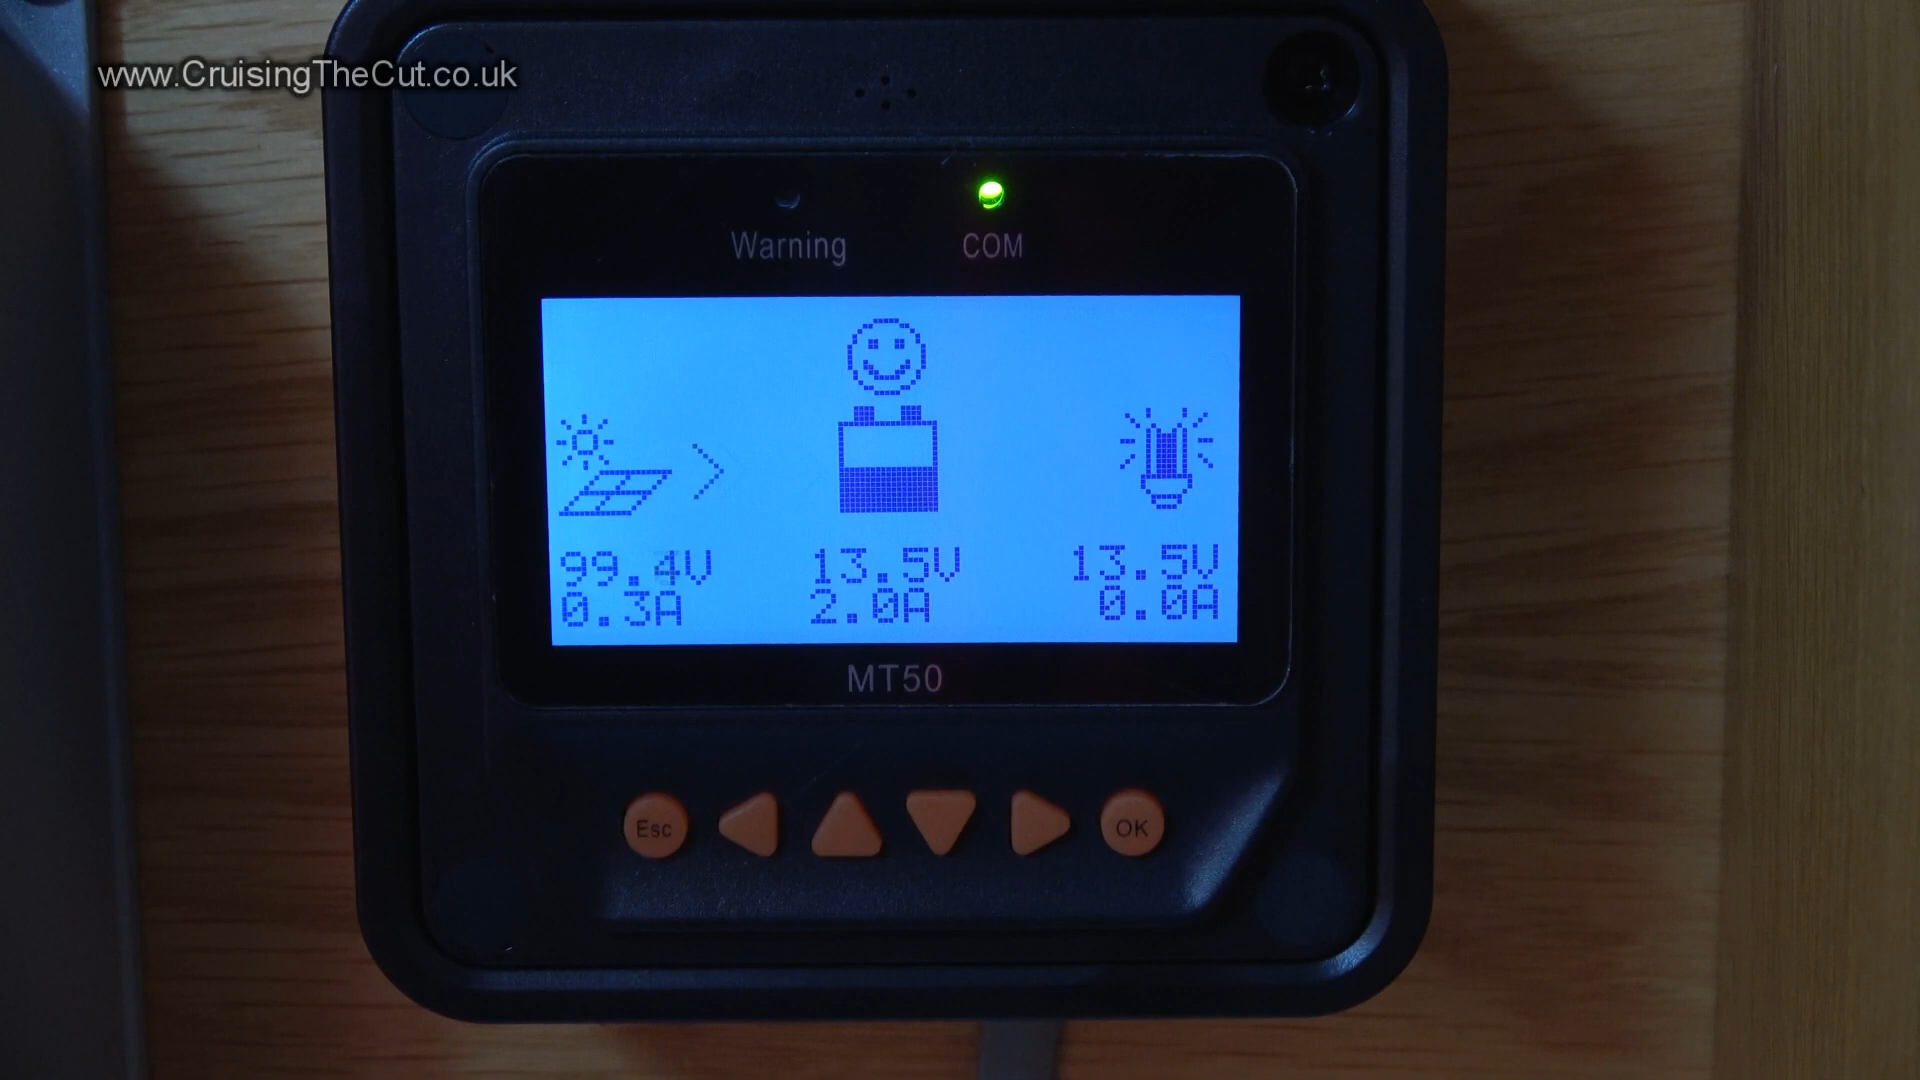 www.CruisingTheCut.co.uk
Warning COM
99.4V 13.5V 13.5V
0.3A 2.0A 0.0A
MT50
Esc OK